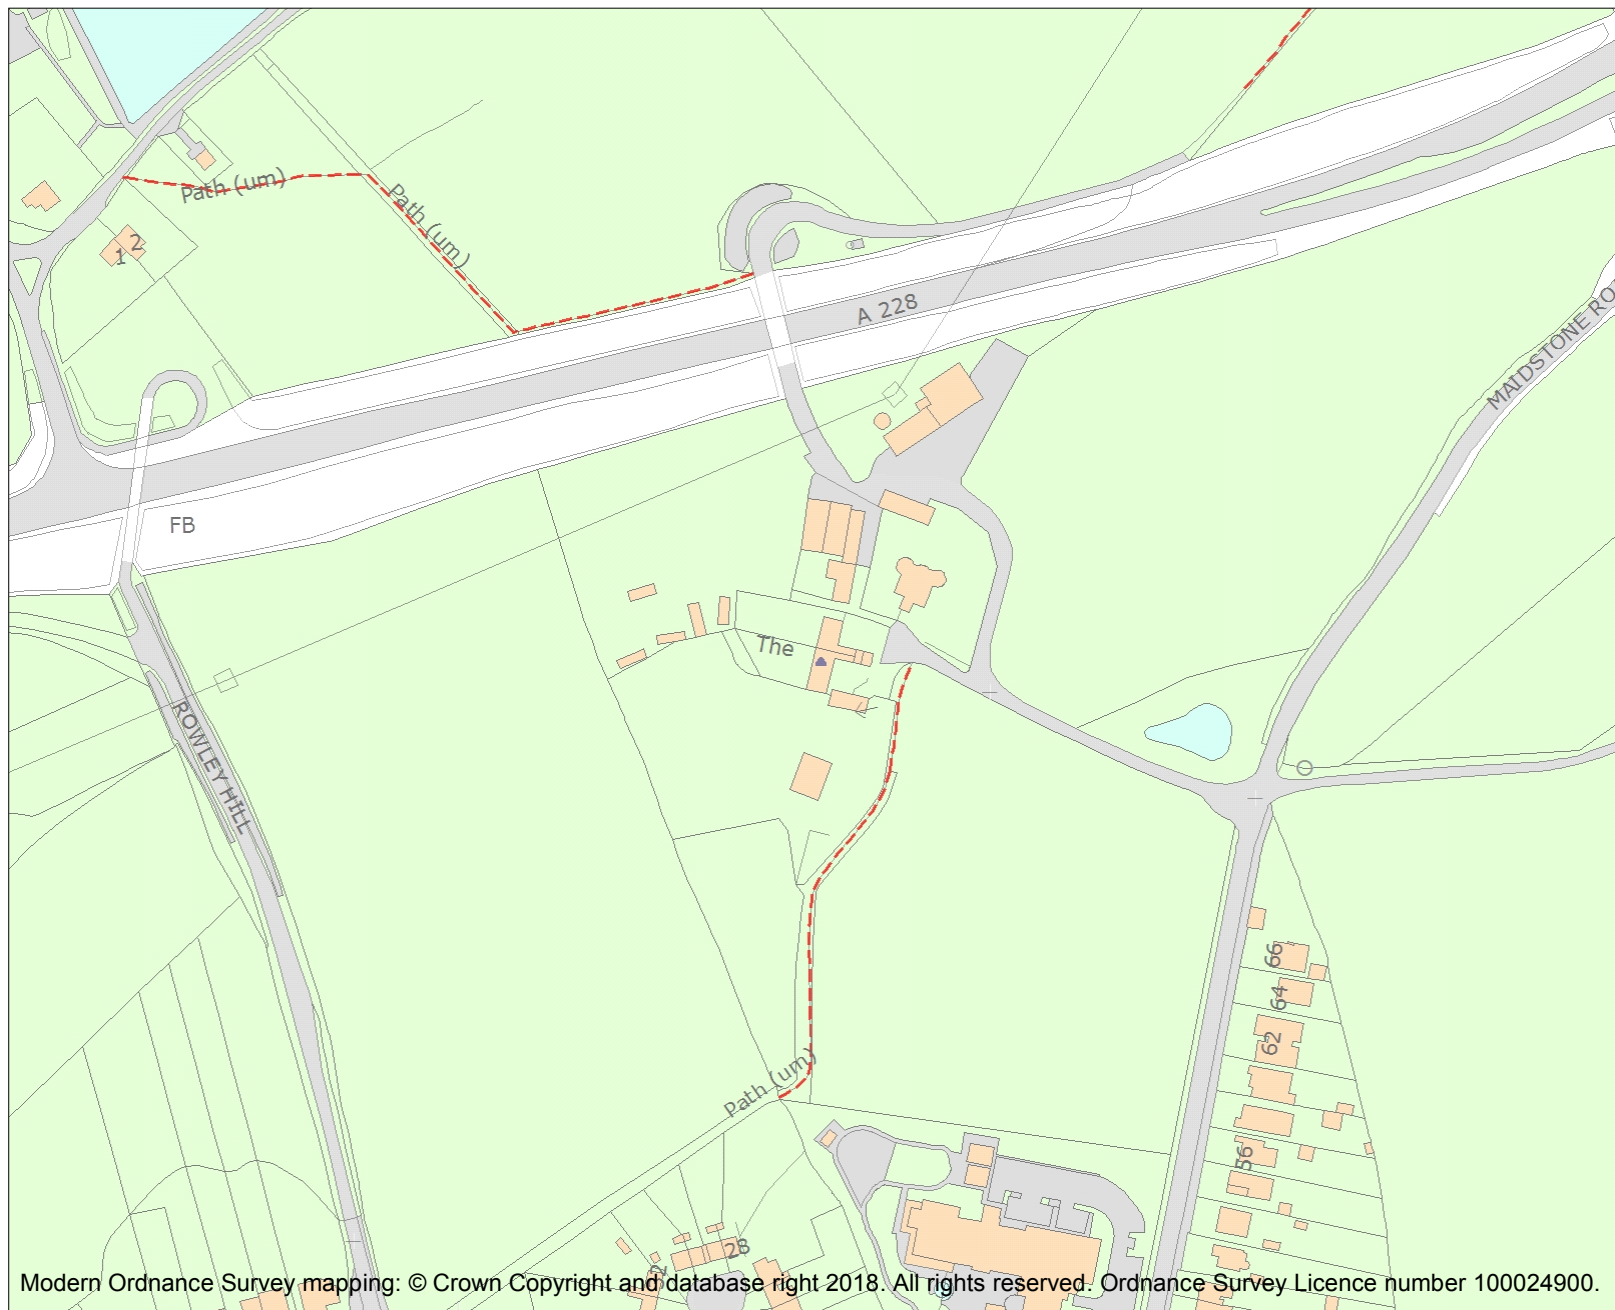 Path (um)
Path (um)
2
1
A 228
MAIDSTONE RO
FB
The
ROWLEY HILL
66
64
62
56
Path (um)
28
Modern Ordnance Survey mapping: © Crown Copyright and database right 2018. All rights reserved. Ordnance Survey Licence number 100024900.